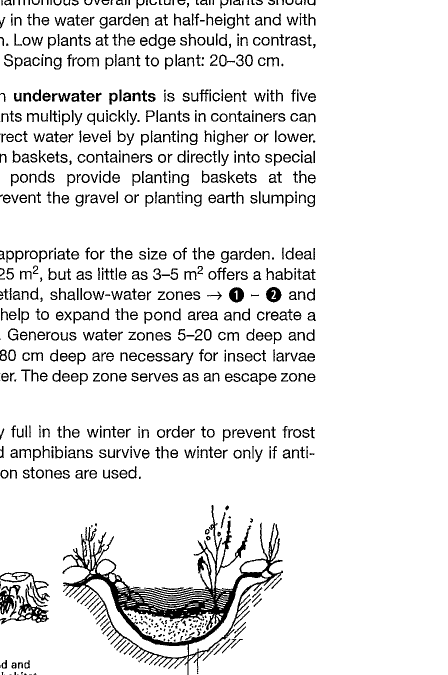 harmonious overall picture, tall plants should
y in the water garden at half-height and with
Low plants at the edge should, in contrast,
Spacing from plant to plant: 20–30 cm.
underwater plants is sufficient with five
nts multiply quickly. Plants in containers can
rrect water level by planting higher or lower.
n baskets, containers or directly into special
ponds provide planting baskets at the
revent the gravel or planting earth slumping
appropriate for the size of the garden. Ideal
25 m², but as little as 3–5 m² offers a habitat
etland, shallow-water zones → ❶ – ❷ and
help to expand the pond area and create a
. Generous water zones 5–20 cm deep and
80 cm deep are necessary for insect larvae
er. The deep zone serves as an escape zone
y full in the winter in order to prevent frost
d amphibians survive the winter only if anti-
on stones are used.
d and